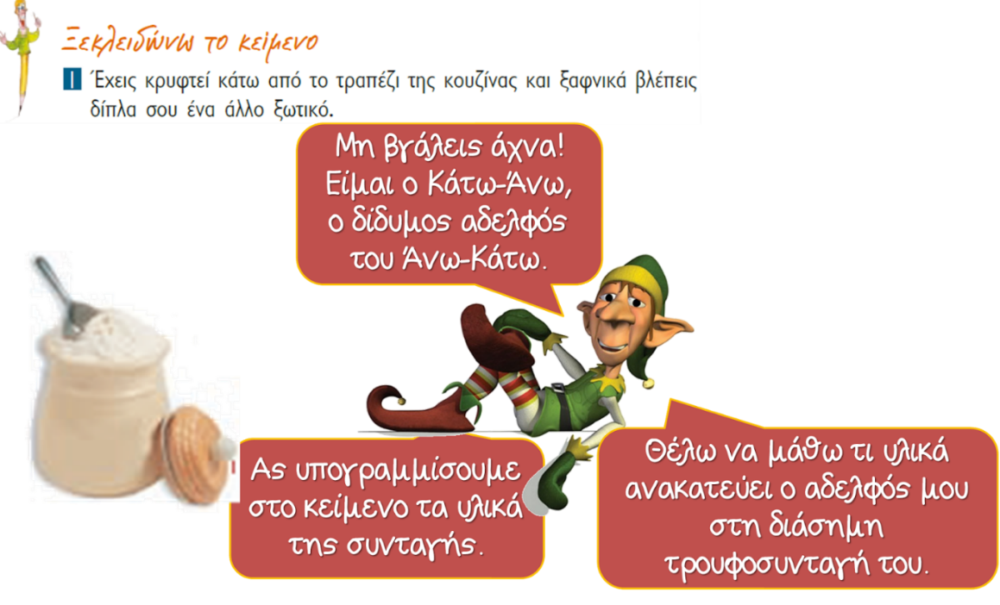 Ξεκλειδώνω το κείμενο
1 Έχεις κρυφτεί κάτω από το τραπέζι της κουζίνας και ξαφνικά βλέπεις
δίπλα σου ένα άλλο ξωτικό.
Μη βγάλεις άχνα!
Είμαι ο Κάτω-Άνω,
ο δίδυμος αδελφός
του Άνω-Κάτω.
Ας υπογραμμίσουμε
στο κείμενο τα υλικά
της συνταγής.
Θέλω να μάθω τι υλικά
ανακατεύει ο αδελφός μου
στη διάσημη
τρουφοσυνταγή του.